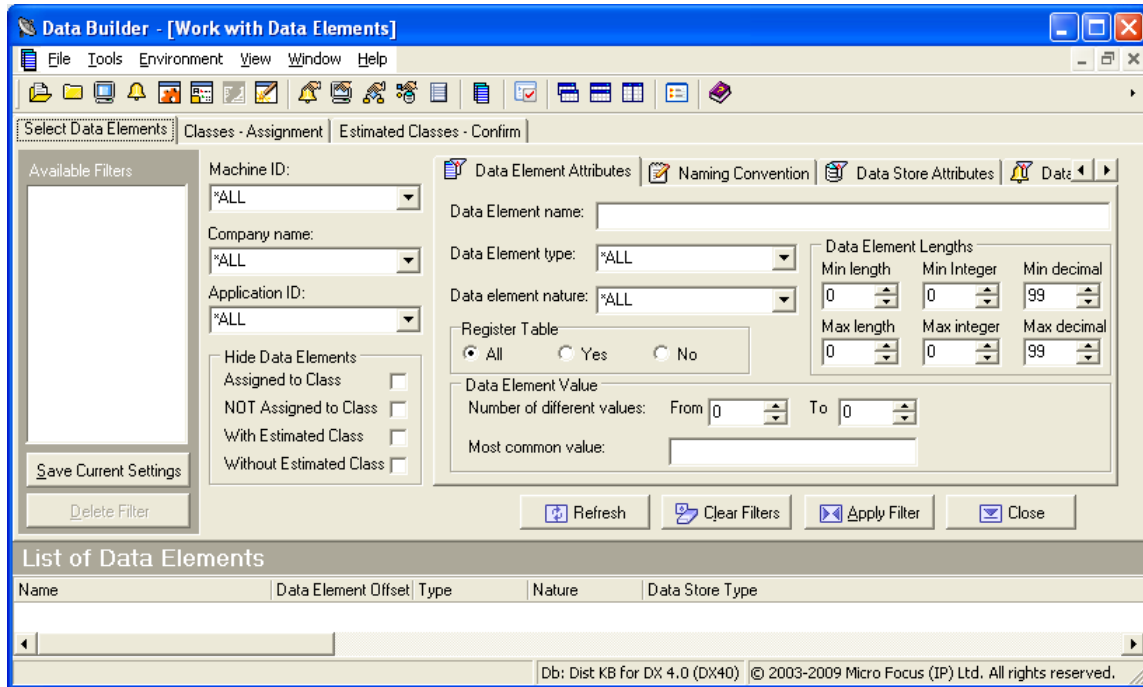 Data Builder - [Work with Data Elements]
File Tools Environment View Window Help
Select Data Elements Classes - Assignment Estimated Classes - Confirm
Available Filters
Save Current Settings
Delete Filter
Machine ID:
*ALL
Company name:
*ALL
Application ID:
*ALL
Hide Data Elements
Assigned to Class
NOT Assigned to Class
With Estimated Class
Without Estimated Class
Data Element Attributes Naming Convention Data Store Attributes Data
Data Element name:
Data Element type: *ALL
Data element nature: *ALL
Register Table
All Yes No
Data Element Lengths
Min length Min Integer Min decimal
0 0 99
Max length Max integer Max decimal
0 0 99
Data Element Value
Number of different values: From 0 To 0
Most common value:
Refresh Clear Filters Apply Filter Close
List of Data Elements
Name Data Element Offset Type Nature Data Store Type
Db: Dist KB for DX 4.0 (DX40) © 2003-2009 Micro Focus (IP) Ltd. All rights reserved.